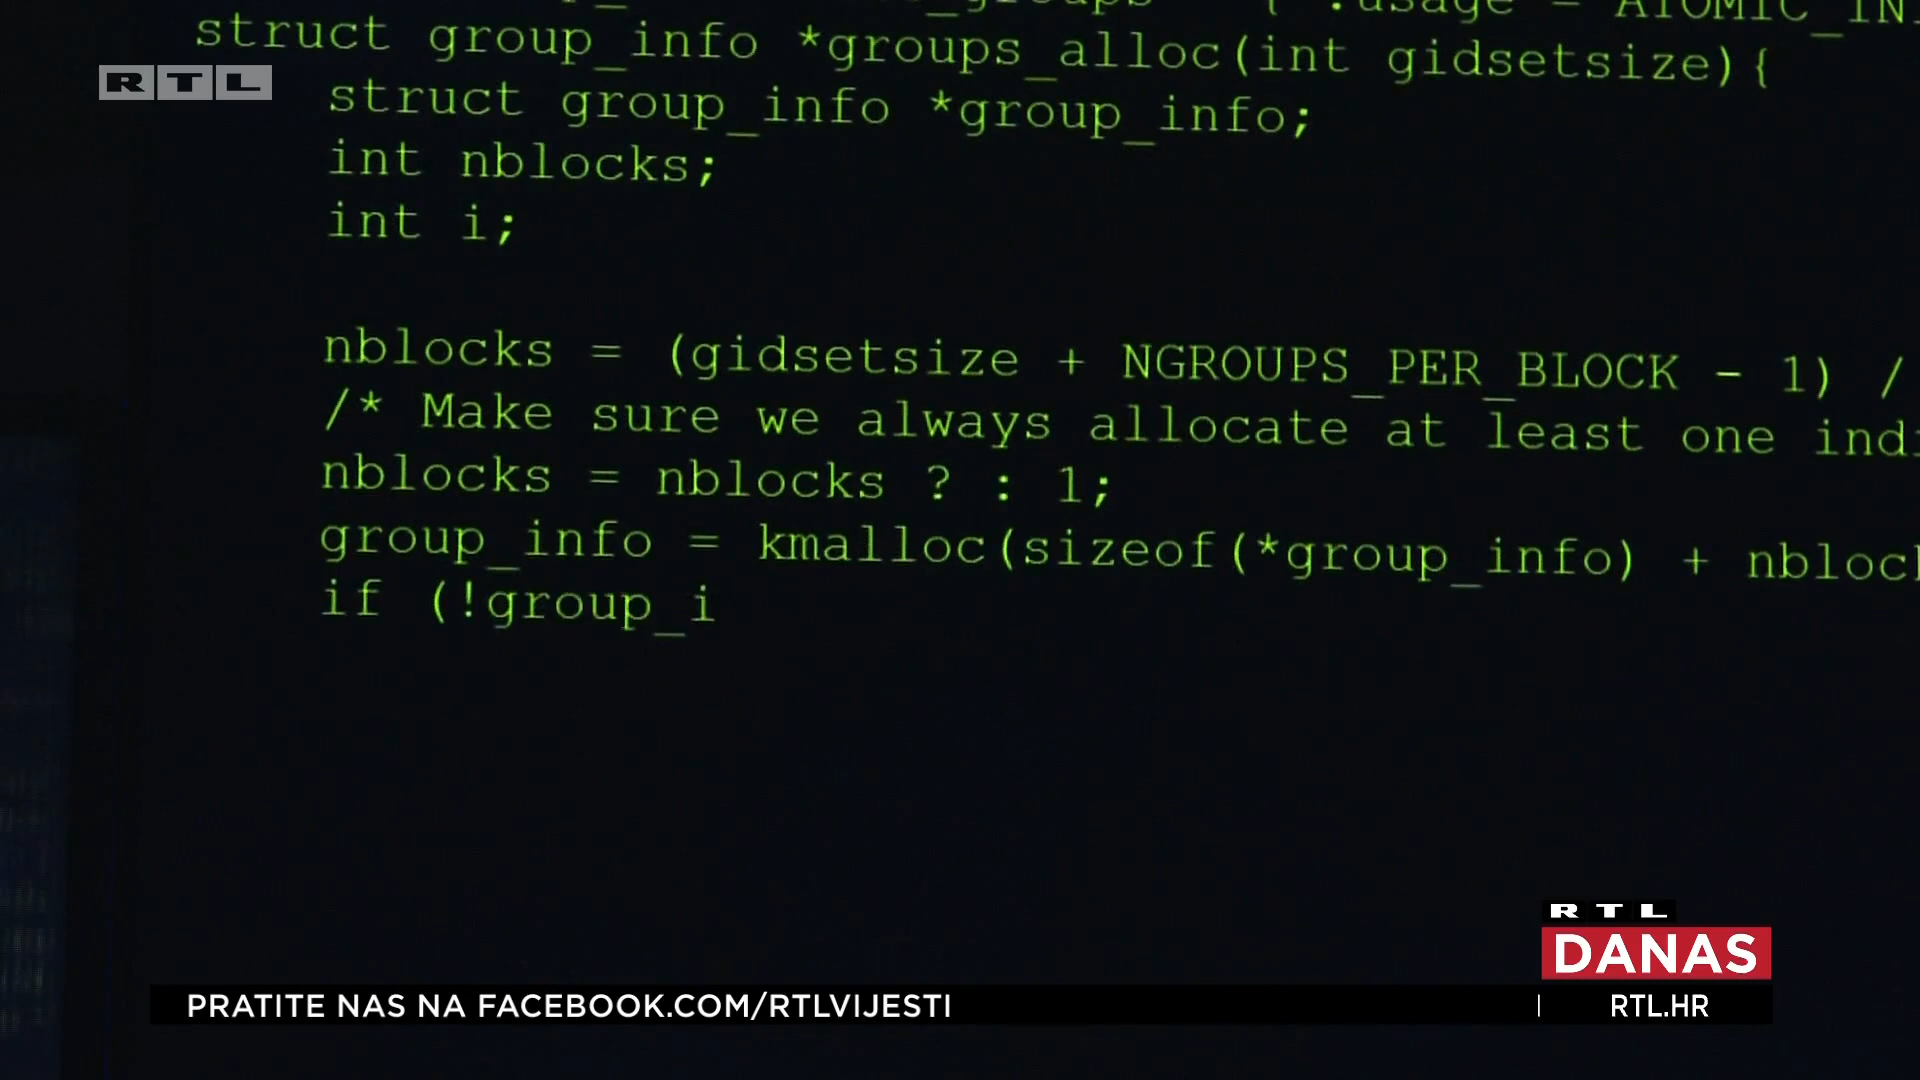 struct group_info *groups_alloc(int gidsetsize){
RTL
struct group_info *group_info;
int nblocks;
int i;
nblocks = (gidsetsize + NGROUPS_PER_BLOCK - 1) /
/* Make sure we always allocate at least one
nblocks = nblocks ? : 1;
group_info = kmalloc(sizeof(*group_info) +
if (!group_i
RTL
DANAS
PRATITE NAS NA FACEBOOK.COM/RTLVIJESTI
RTL.HR